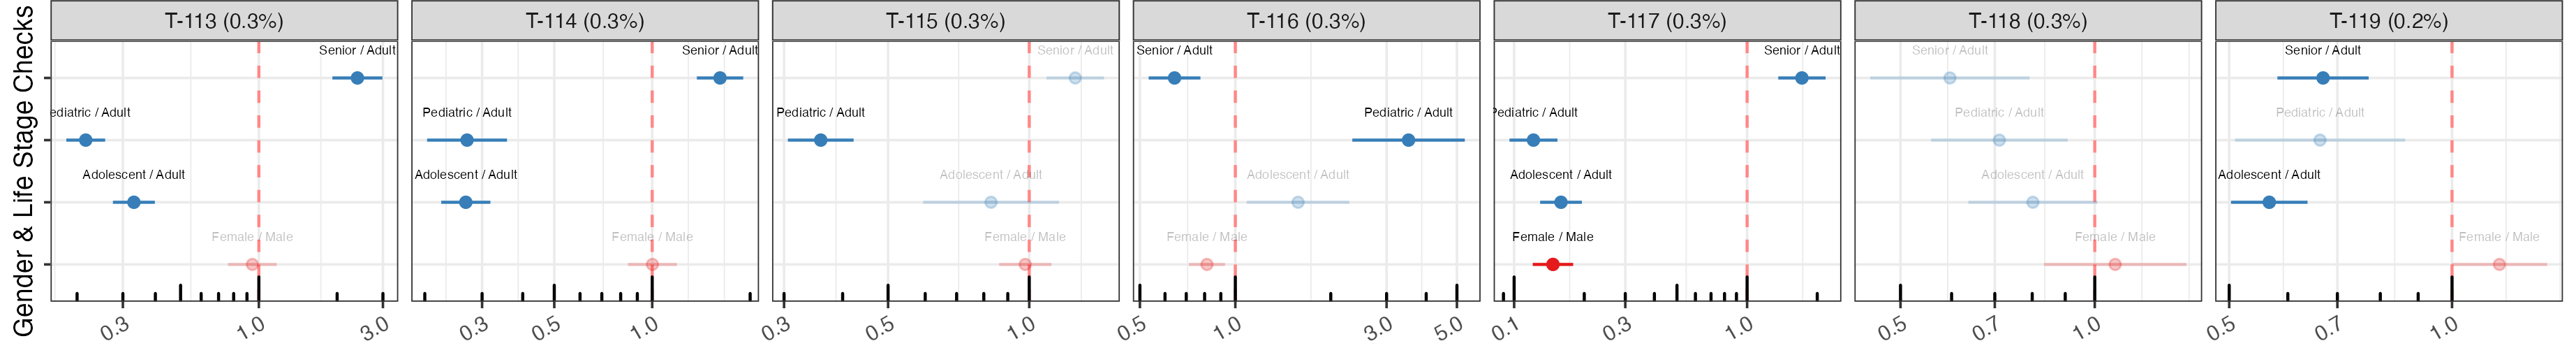 Gender & Life Stage Checks
T-113 (0.3%)
Senior / Adult
ediatric / Adult
Adolescent / Adult
Female / Male
0.3 1.0 3.0
T-114 (0.3%)
Senior / Adult
Pediatric / Adult
Adolescent / Adult
Female / Male
0.3 0.5 1.0
T-115 (0.3%)
Senior / Adult
Pediatric / Adult
Adolescent / Adult
Female / Male
0.3 0.5 1.0
T-116 (0.3%)
Senior / Adult
Pediatric / Adult
Adolescent / Adult
Female / Male
0.5 1.0 3.0 5.0
T-117 (0.3%)
Senior / Adult
Pediatric / Adult
Adolescent / Adult
Female / Male
0.1 0.3 1.0
T-118 (0.3%)
Senior / Adult
Pediatric / Adult
Adolescent / Adult
Female / Male
0.5 0.7 1.0
T-119 (0.2%)
Senior / Adult
Pediatric / Adult
Adolescent / Adult
Female / Male
0.5 0.7 1.0